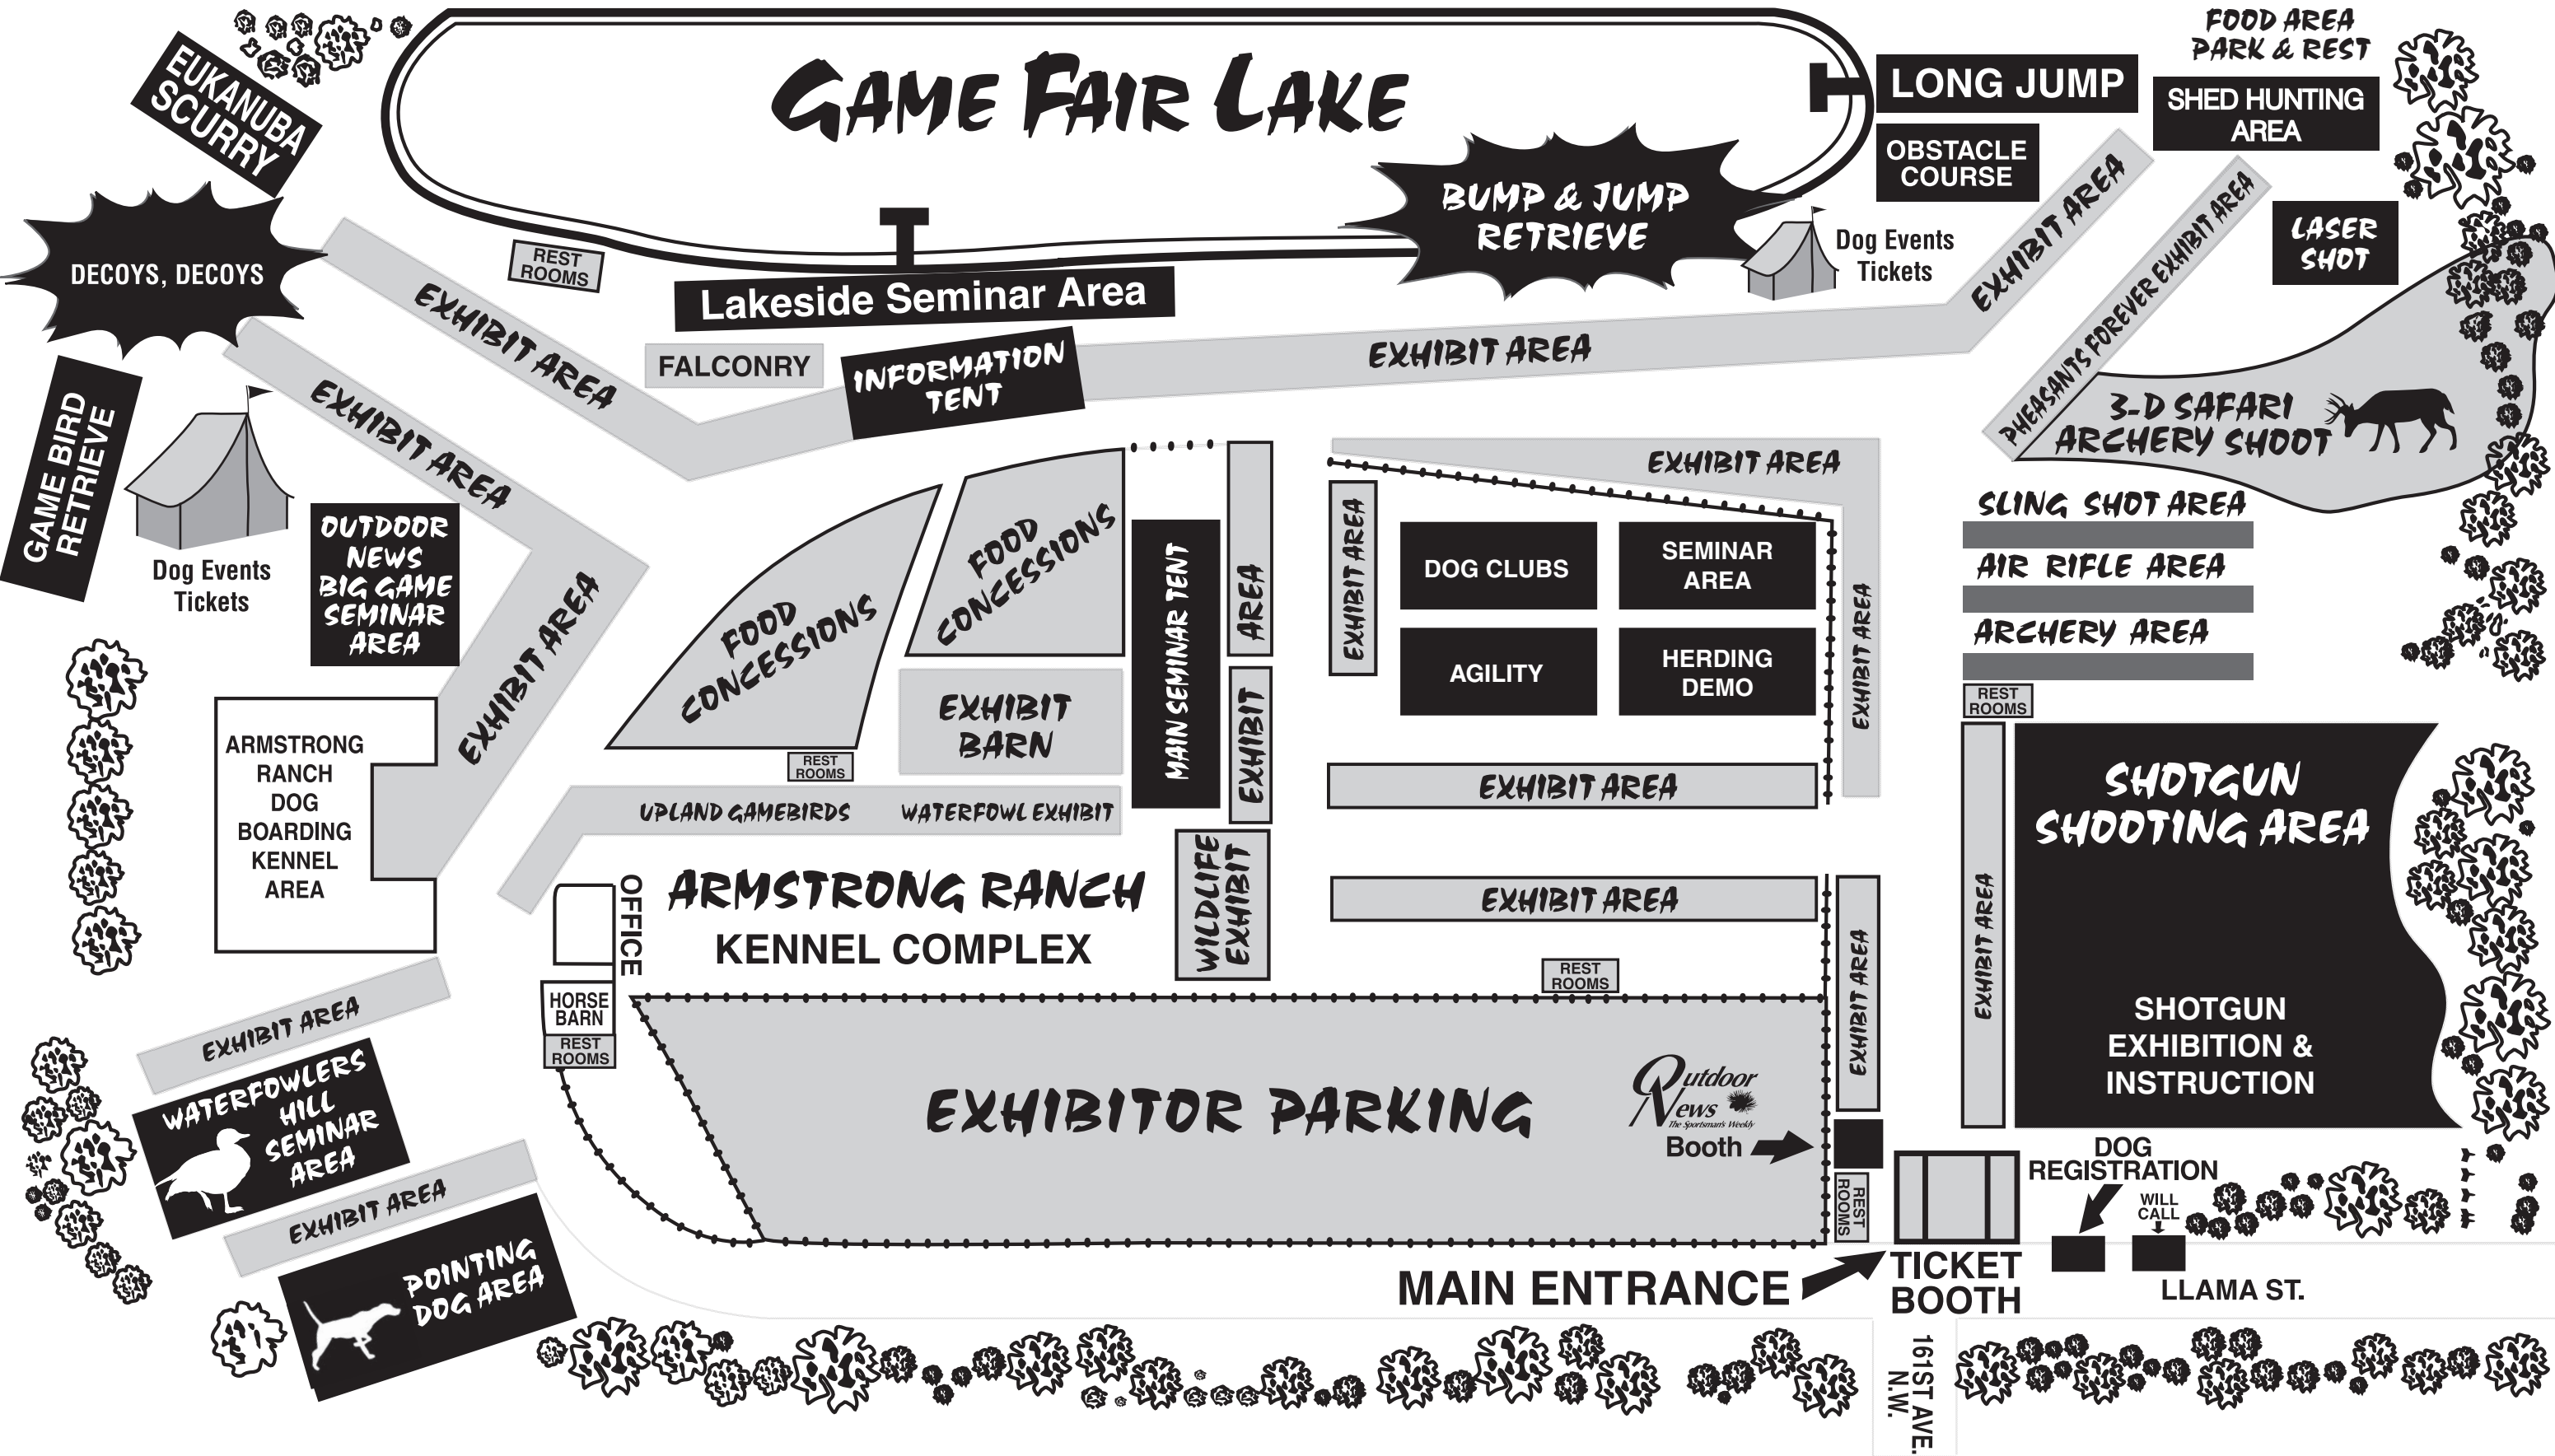 GAME FAIR LAKE
EUKANUBA
SCURRY
LONG JUMP
FOOD AREA
PARK & REST
SHED HUNTING
AREA
OBSTACLE
COURSE
BUMP & JUMP
RETRIEVE
Dog Events
Tickets
EXHIBIT AREA
PHEASANTS FOREVER EXHIBIT AREA
LASER
SHOT
DECOYS, DECOYS
REST
ROOMS
Lakeside Seminar Area
EXHIBIT AREA
FALCONRY
INFORMATION
TENT
EXHIBIT AREA
3-D SAFARI
ARCHERY SHOOT
GAME BIRD
RETRIEVE
EXHIBIT AREA
Dog Events
Tickets
OUTDOOR
NEWS
BIG GAME
SEMINAR
AREA
EXHIBIT AREA
FOOD
CONCESSIONS
FOOD
CONCESSIONS
MAIN SEMINAR TENT
EXHIBIT
AREA
EXHIBIT AREA
EXHIBIT AREA
DOG CLUBS
SEMINAR
AREA
AGILITY
HERDING
DEMO
EXHIBIT AREA
SLING SHOT AREA
AIR RIFLE AREA
ARCHERY AREA
REST
ROOMS
ARMSTRONG
RANCH
DOG
BOARDING
KENNEL
AREA
EXHIBIT
BARN
REST
ROOMS
UPLAND GAMEBIRDS
WATERFOWL EXHIBIT
EXHIBIT AREA
EXHIBIT AREA
SHOTGUN
SHOOTING AREA
SHOTGUN
EXHIBITION &
INSTRUCTION
EXHIBIT AREA
WILDLIFE
EXHIBIT
OFFICE
ARMSTRONG RANCH
KENNEL COMPLEX
HORSE
BARN
REST
ROOMS
REST
ROOMS
EXHIBIT AREA
EXHIBIT AREA
WATERFOWLERS
HILL
SEMINAR
AREA
EXHIBIT AREA
POINTING
DOG AREA
EXHIBITOR PARKING
Outdoor
News
The Sportsman's Weekly
Booth
REST
ROOMS
DOG
REGISTRATION
WILL
CALL
MAIN ENTRANCE
TICKET
BOOTH
LLAMA ST.
161ST AVE.
N.W.